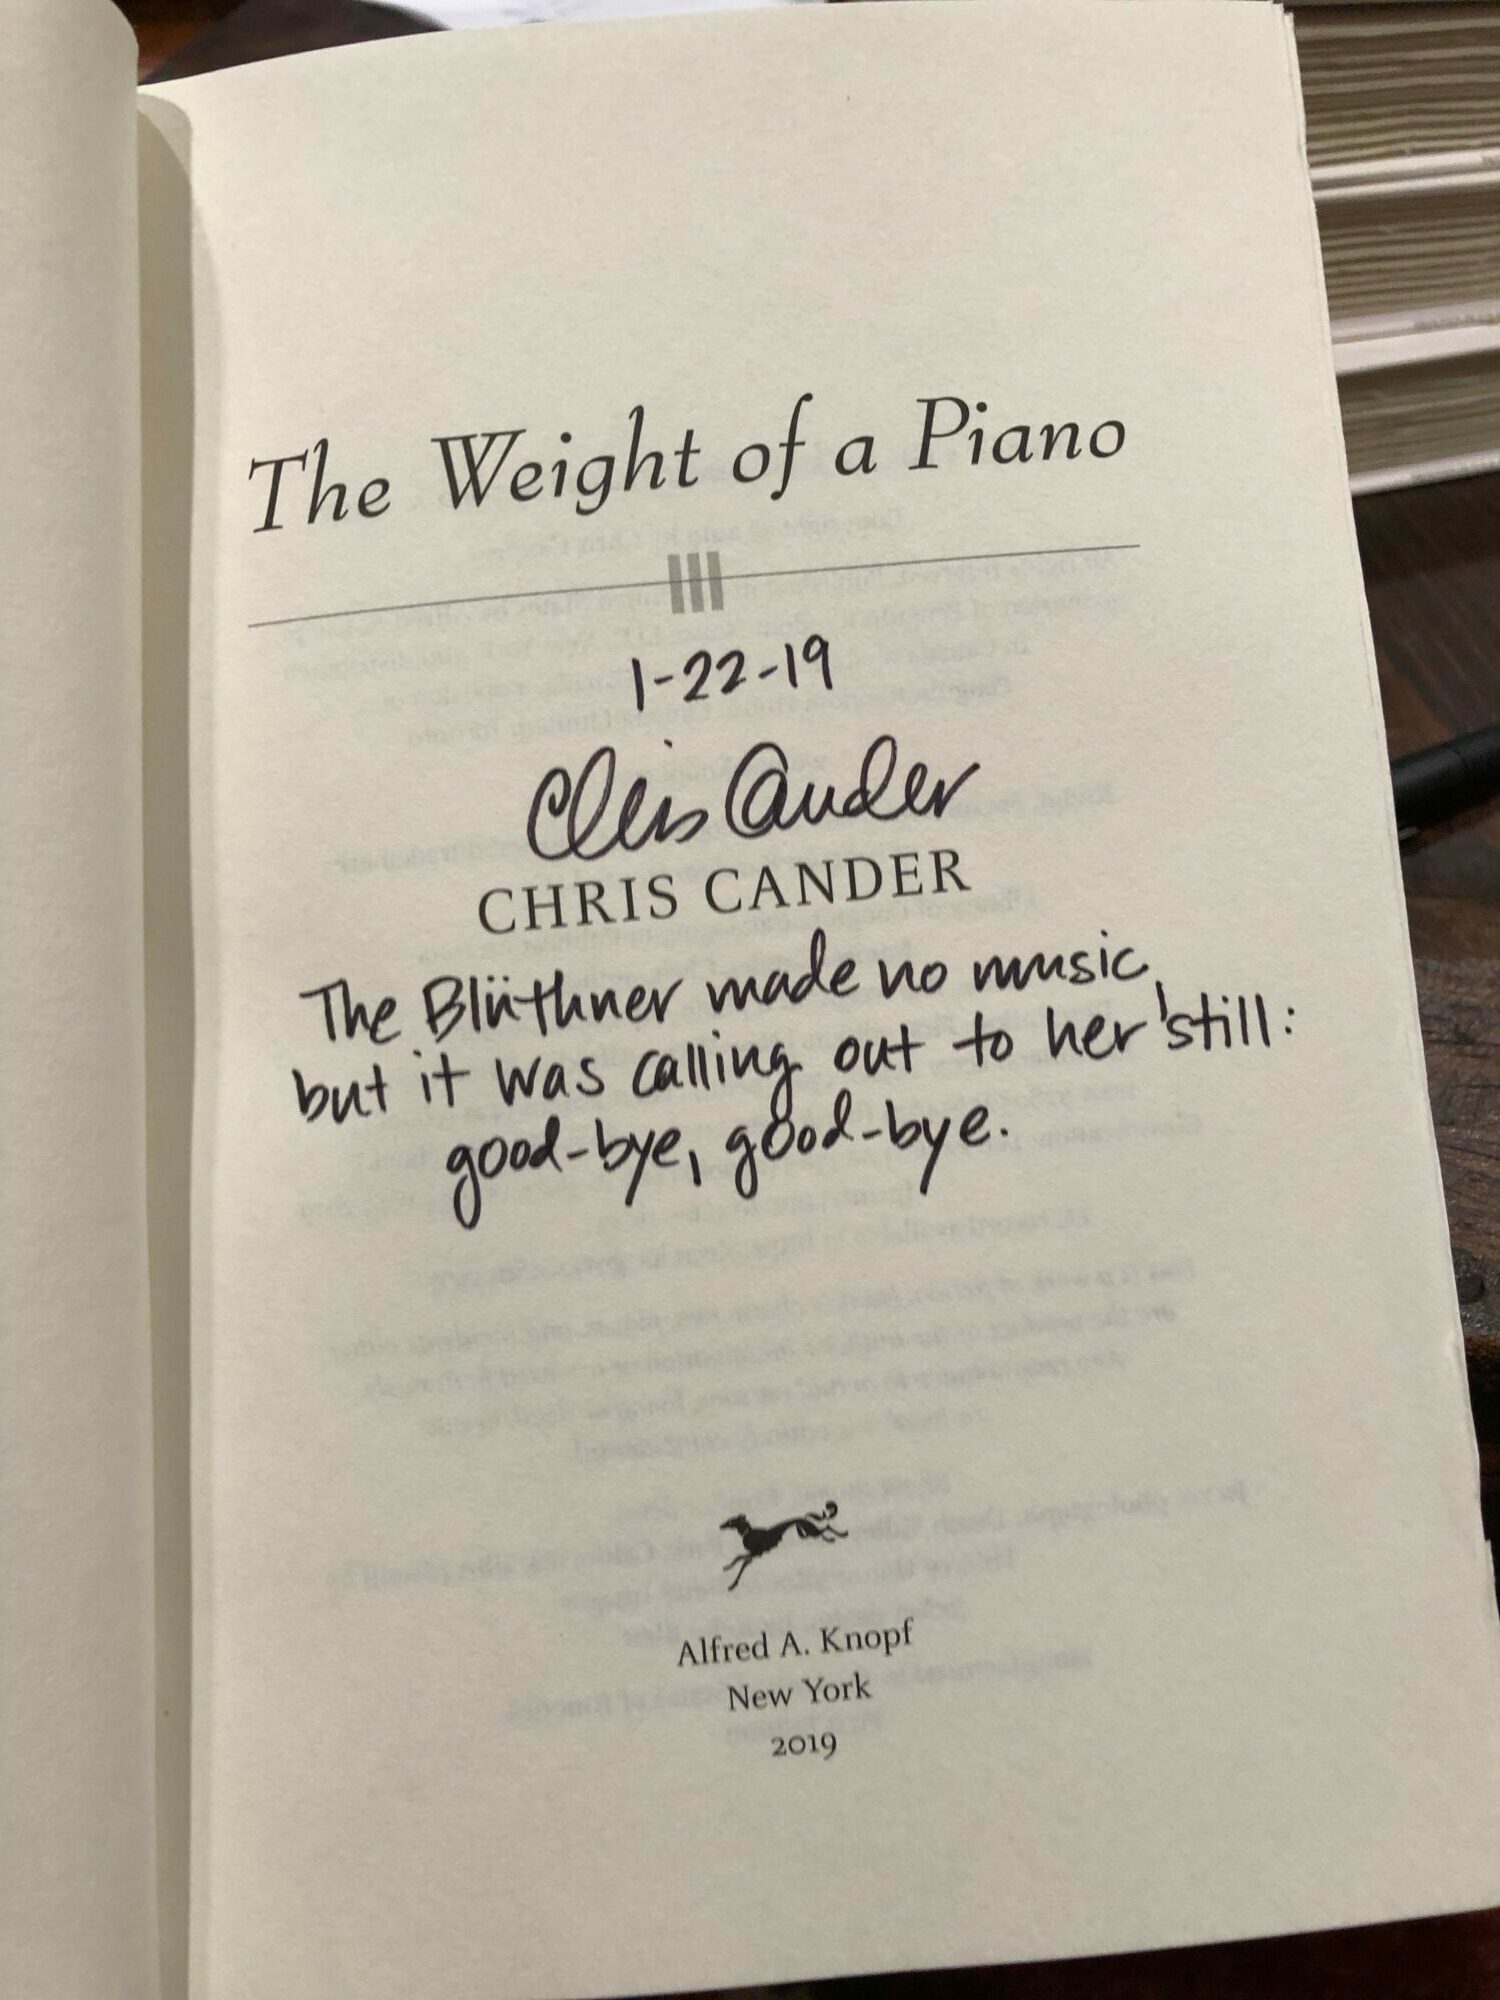 The Weight of a Piano
1-22-19
Chris Cander
CHRIS CANDER
The Blüthner made no music,
but it was calling out to her still:
good-bye, good-bye.
Alfred A. Knopf
New York
2019